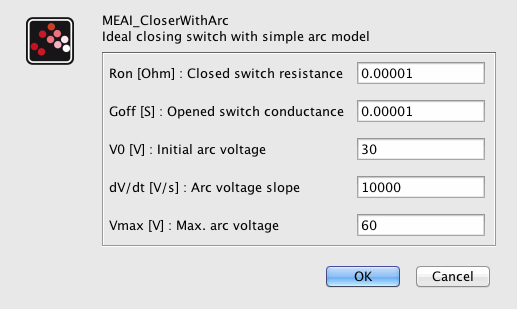 MEAI_CloserWithArc
Ideal closing switch with simple arc model
Ron [Ohm] : Closed switch resistance 0.00001
Goff [S] : Opened switch conductance 0.00001
V0 [V] : Initial arc voltage 30
dV/dt [V/s] : Arc voltage slope 10000
Vmax [V] : Max. arc voltage 60
OK Cancel